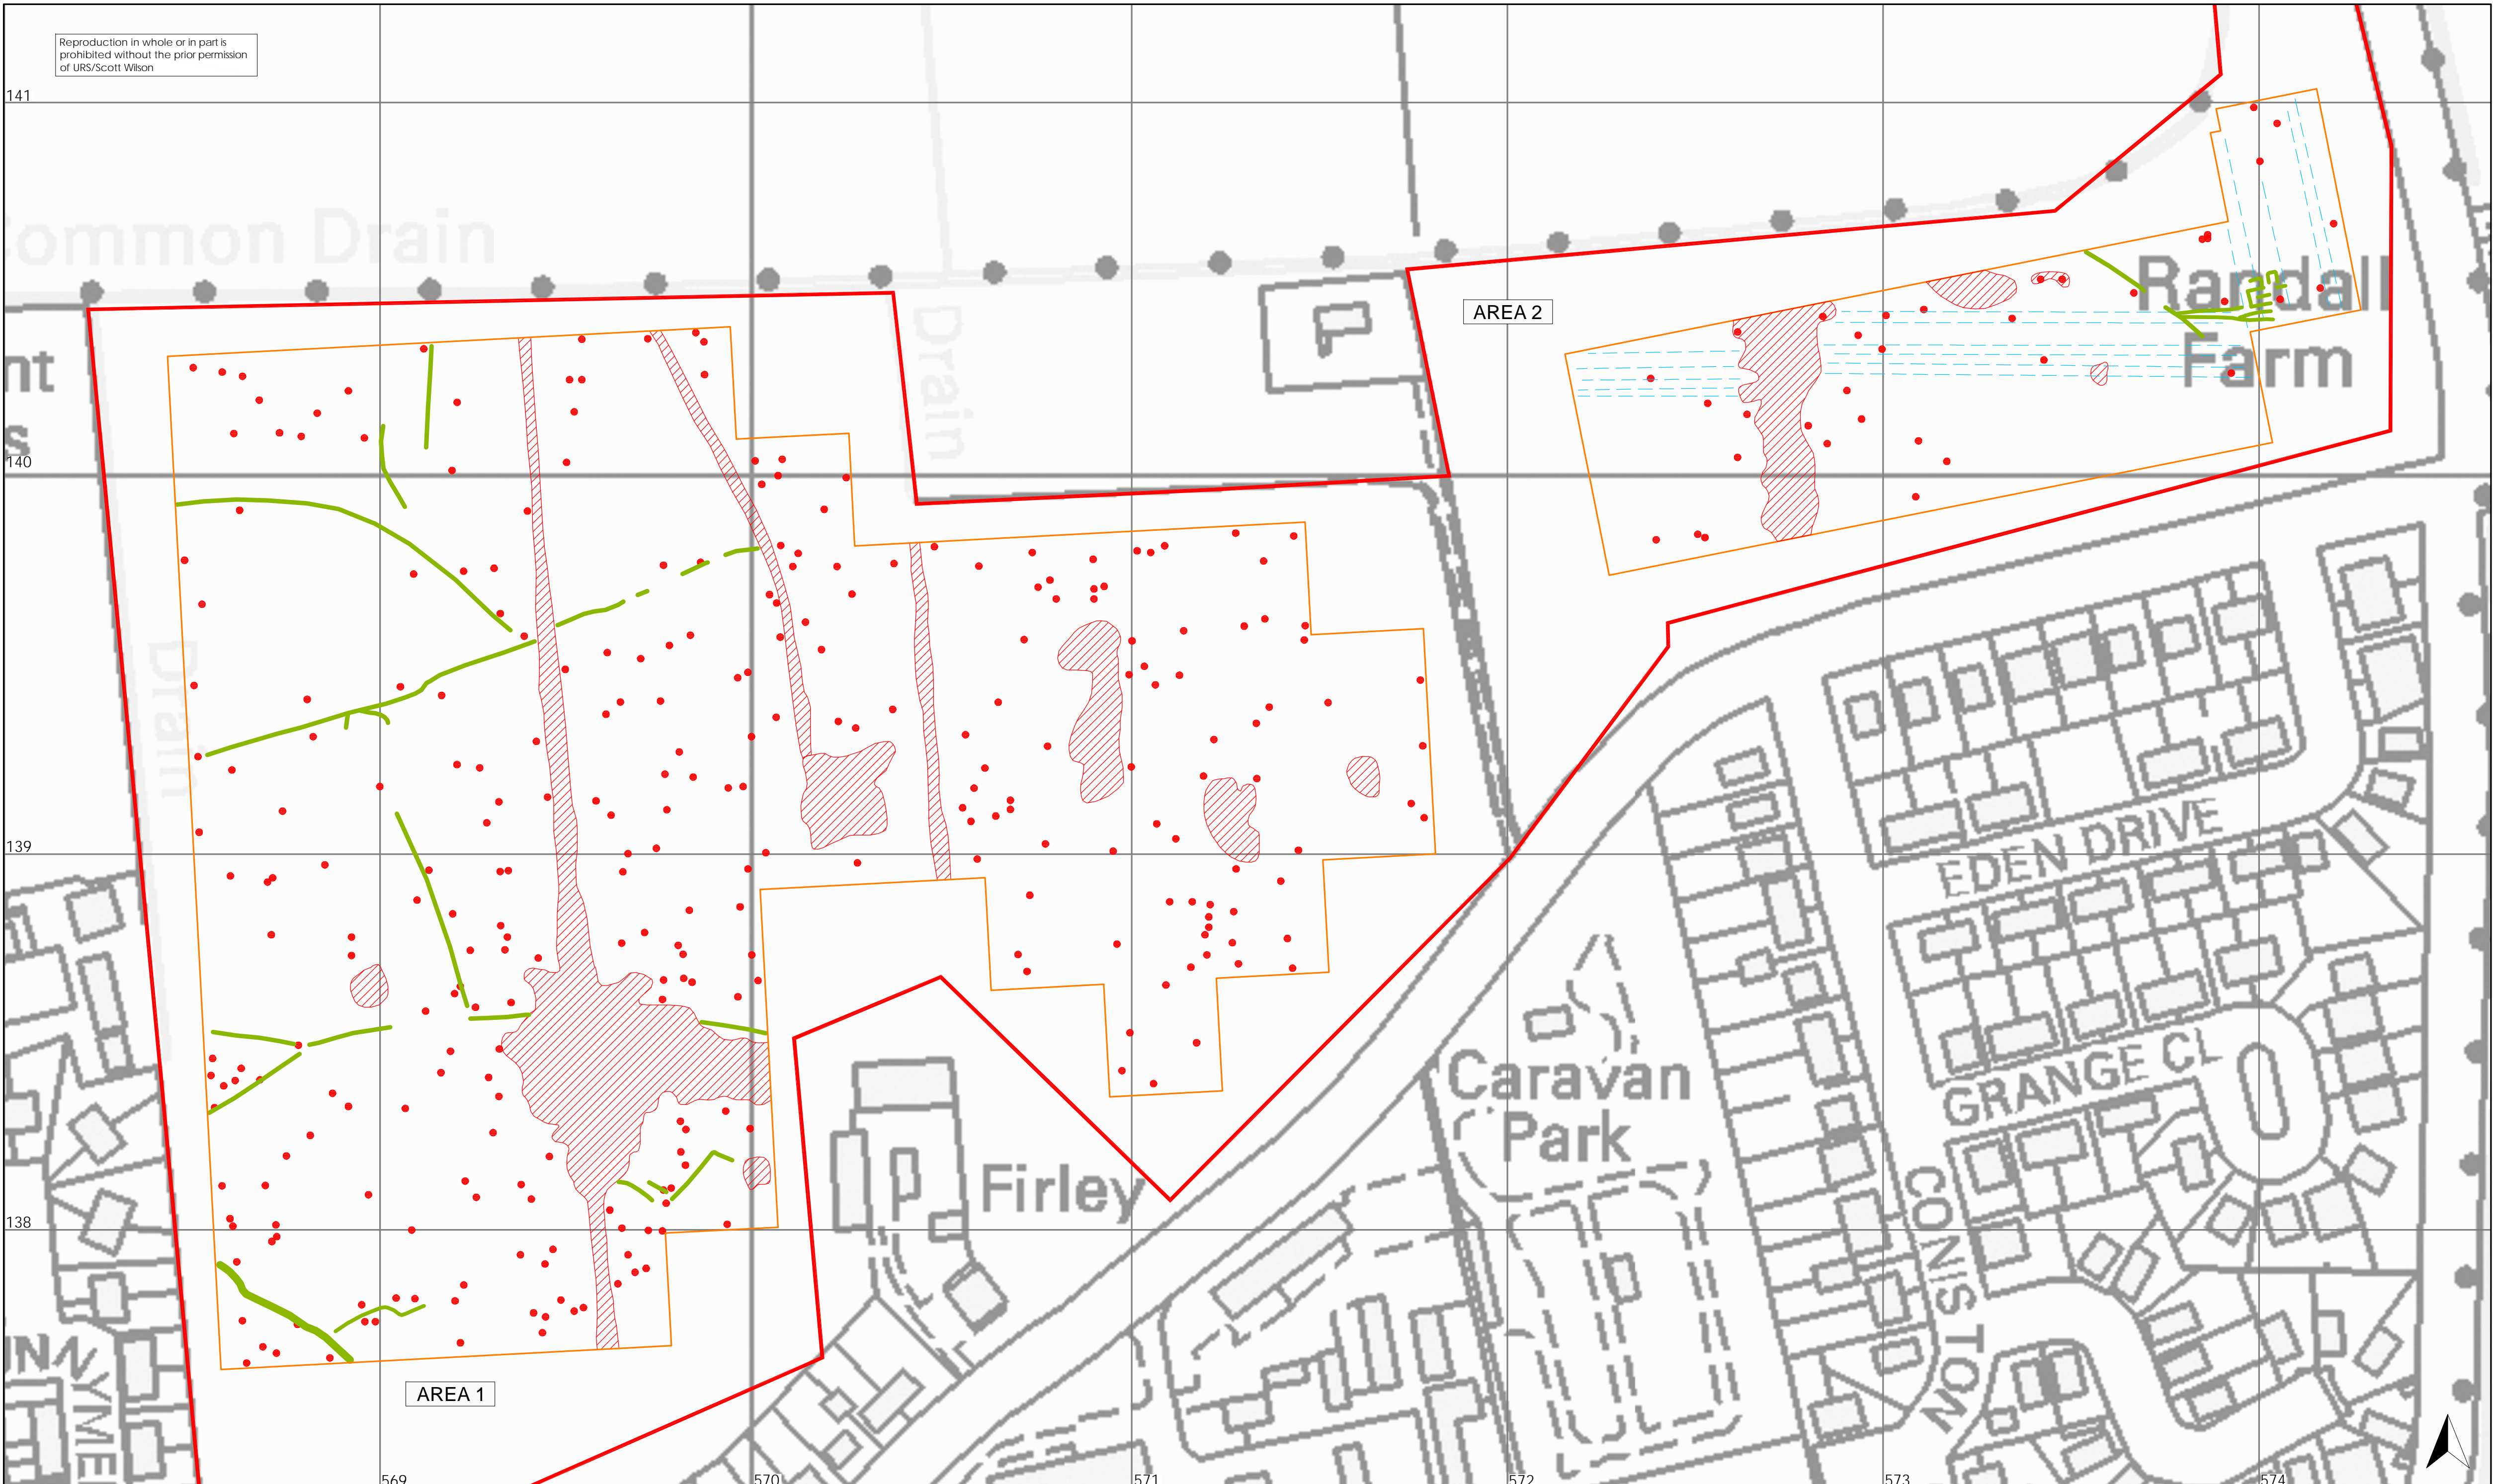 Reproduction in whole or in part is
prohibited without the prior permission
of URS/Scott Wilson
141
Common Drain
Randall
Farm
AREA 2
nt
s
Drain
140
Drain
EDEN DRIVE
139
GRANGE CL
Caravan
Park
Firley
CONISTON
138
AREA 1
569
570
571
572
573
574